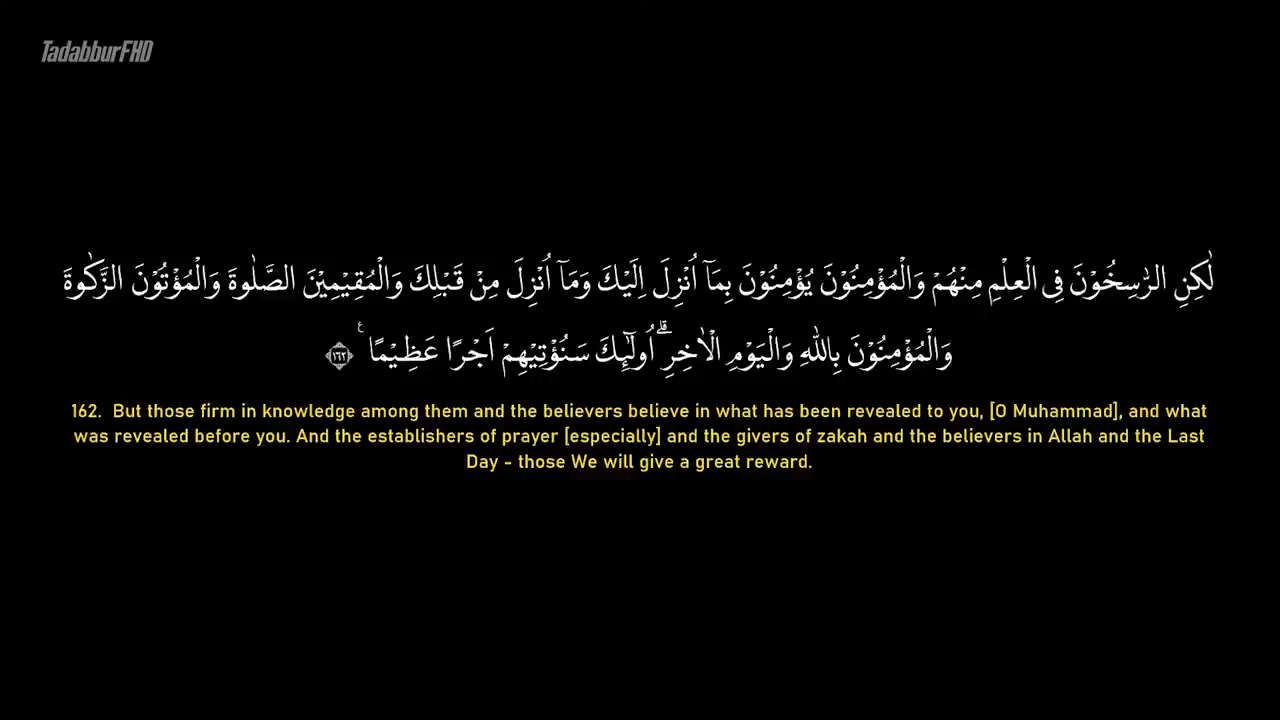 TadabburFHD
لٰكِنِ الرّٰسِخُوْنَ فِى الْعِلْمِ مِنْهُمْ وَالْمُؤْمِنُوْنَ يُؤْمِنُوْنَ بِمَآ اُنْزِلَ اِلَيْكَ وَمَآ اُنْزِلَ مِنْ قَبْلِكَ وَالْمُقِيْمِيْنَ الصَّلٰوةَ وَالْمُؤْتُوْنَ الزَّكٰوةَ
وَالْمُؤْمِنُوْنَ بِاللّٰهِ وَالْيَوْمِ الْاٰخِرِۗ اُولٰۤىِٕكَ سَنُؤْتِيْهِمْ اَجْرًا عَظِيْمًا ࣖ ١٦٢
162. But those firm in knowledge among them and the believers believe in what has been revealed to you, [O Muhammad], and what
was revealed before you. And the establishers of prayer [especially] and the givers of zakah and the believers in Allah and the Last
Day - those We will give a great reward.